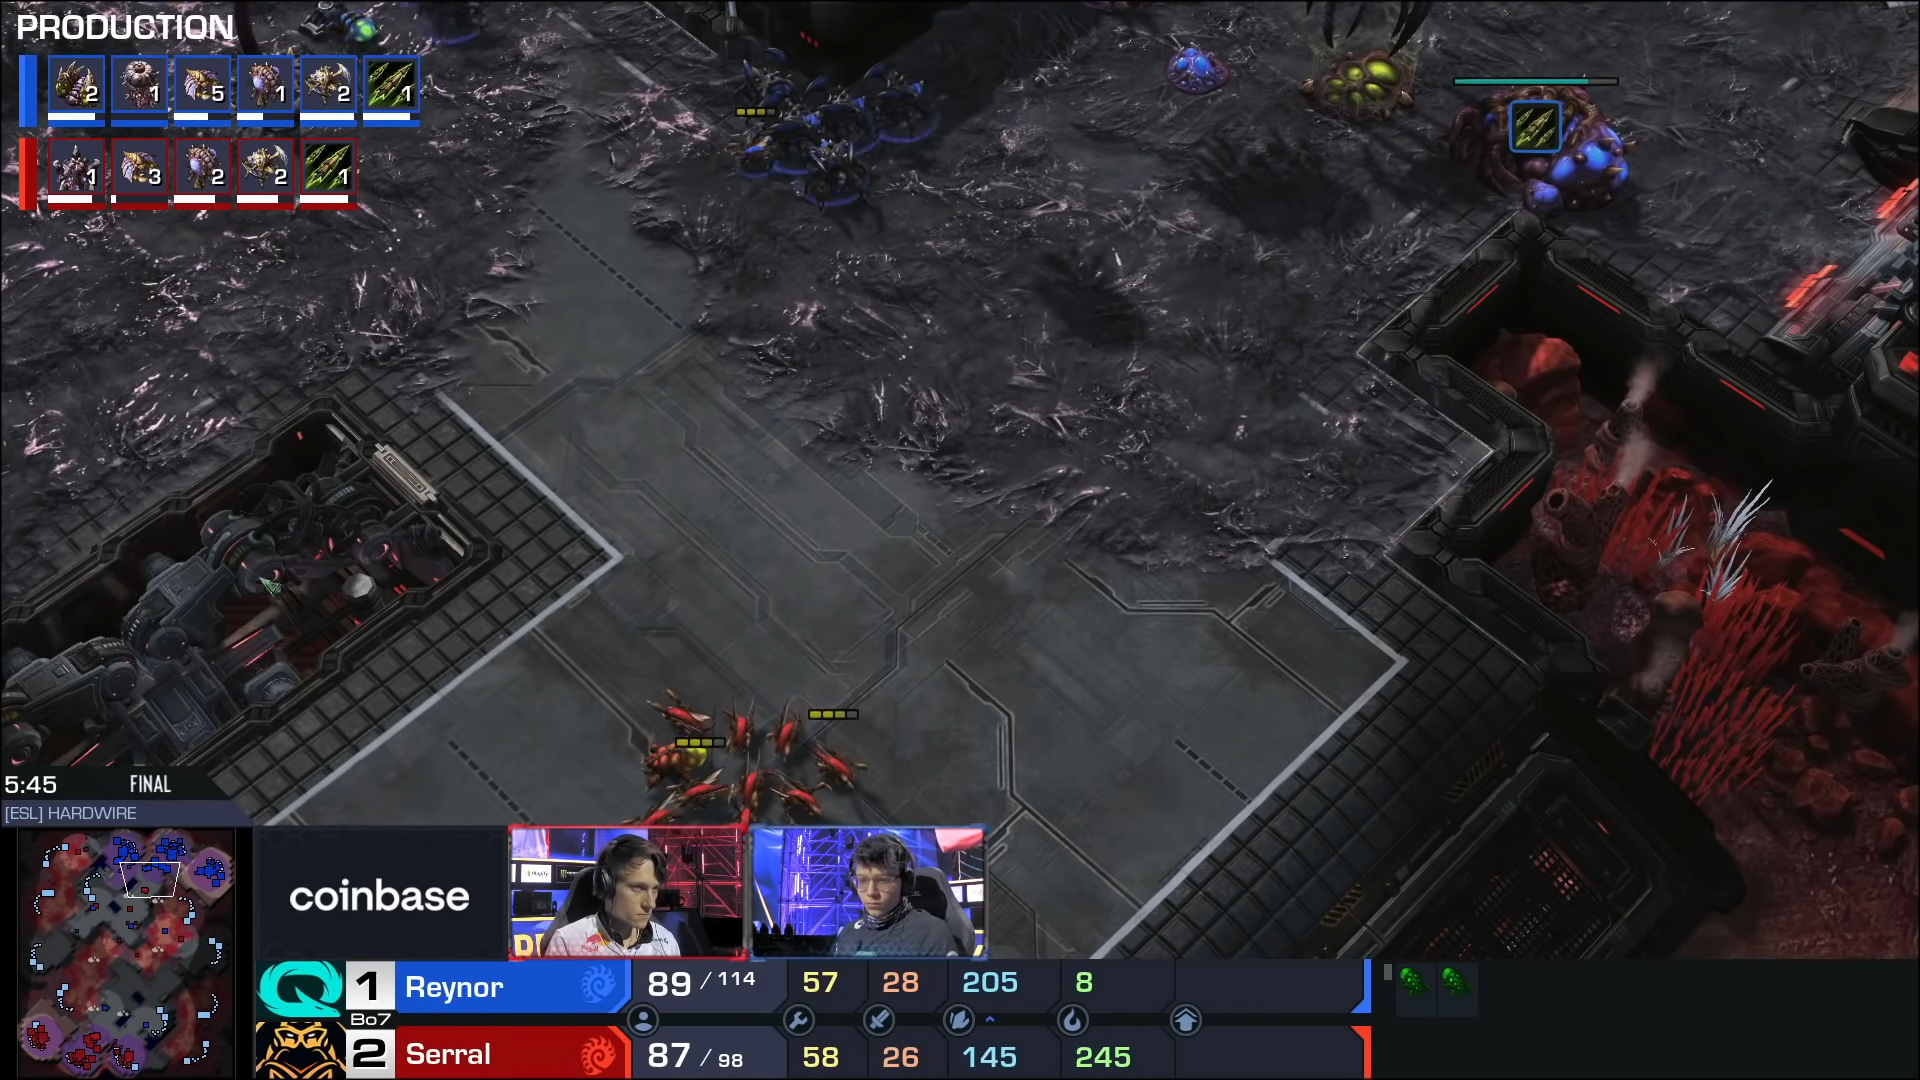 PRODUCTION
2 1 5 1 2 1
1 3 2 2 1
5:45 FINAL
[ESL] HARDWIRE
coinbase
1 Reynor 89 / 114 57 28 205 8
Bo7
2 Serral 87 / 98 58 26 145 245